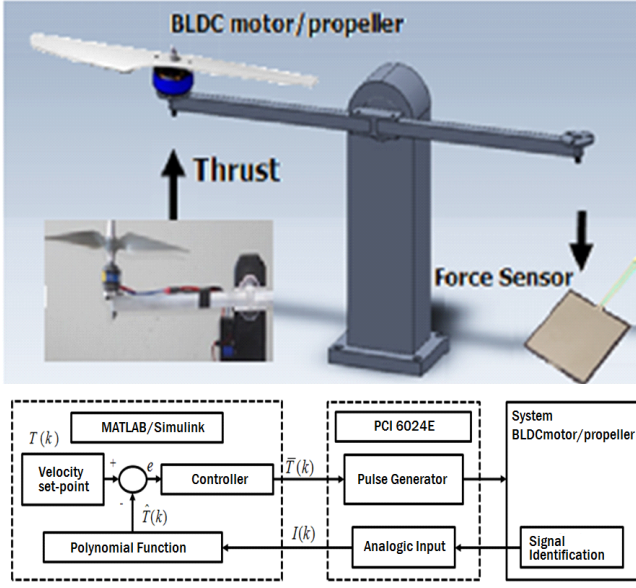 BLDC motor/propeller
Thrust
Force Sensor
MATLAB/Simulink
T(k)
Velocity
set-point
+
-
e
Controller
T̅(k)
T̂(k)
Polynomial Function
I(k)
PCI 6024E
Pulse Generator
Analogic Input
System
BLDCmotor/propeller
Signal
Identification